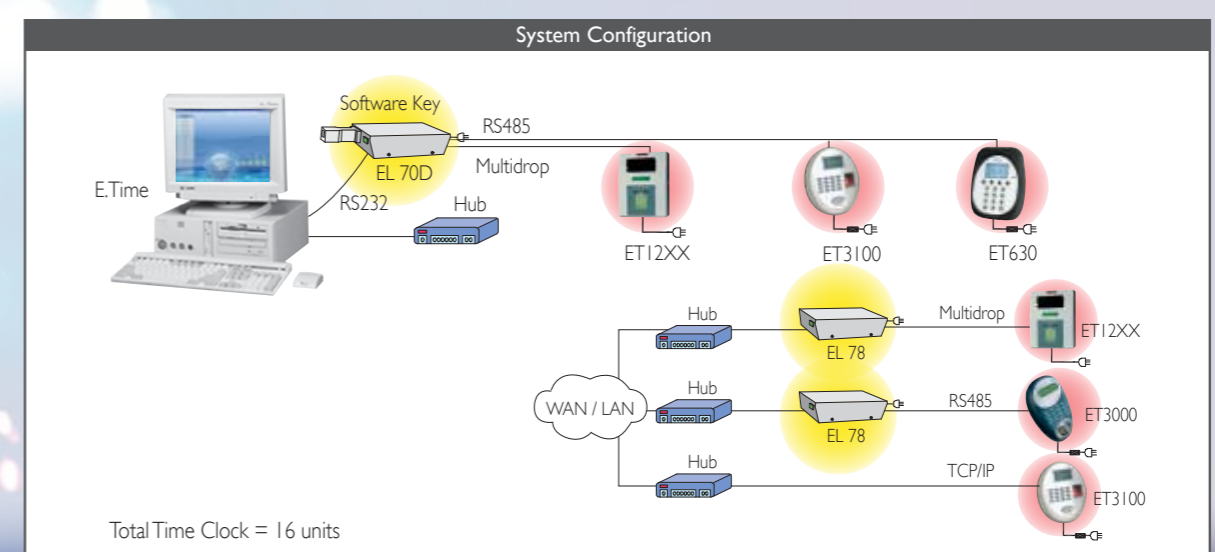 System Configuration
Software Key
RS485
EL 70D
Multidrop
E.Time
RS232
Hub
ET12XX
ET3100
ET630
Hub
Multidrop
ET12XX
EL 78
Hub
WAN / LAN
RS485
ET3000
EL 78
Hub
TCP/IP
ET3100
Total Time Clock = 16 units